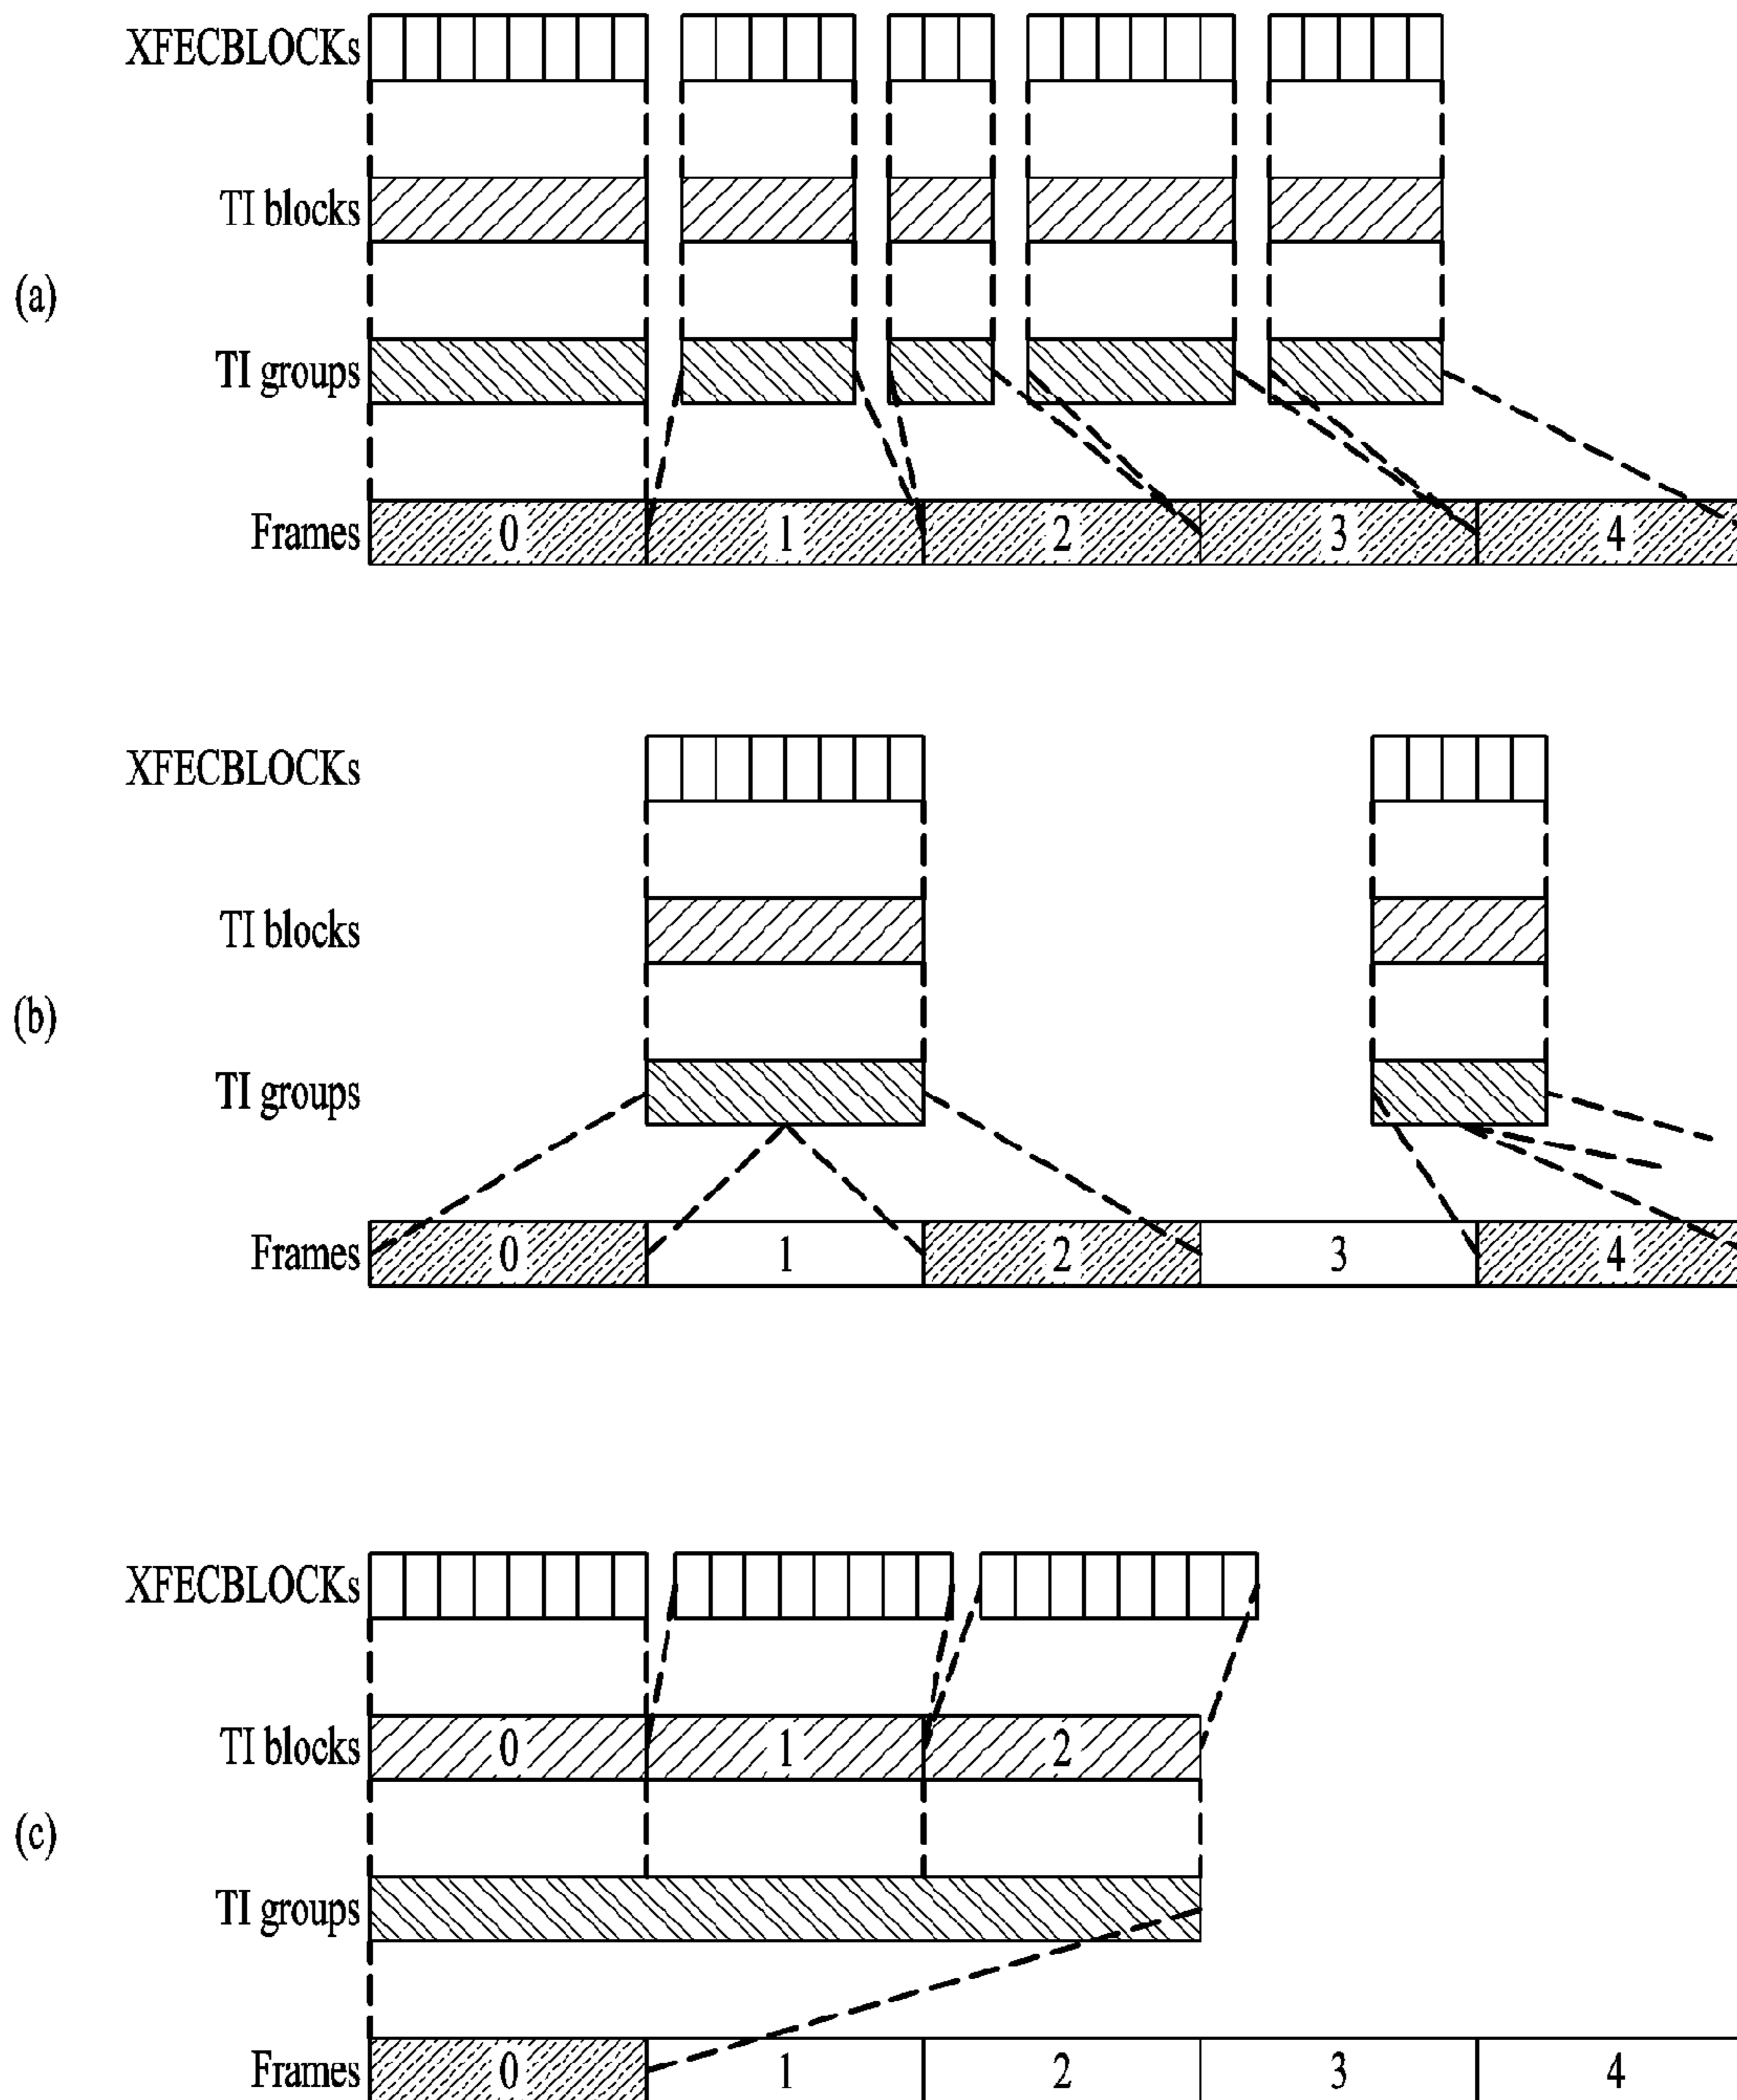 XFECBLOCKs
TI blocks
(a)
TI groups
Frames 0 1 2 3 4
XFECBLOCKs
TI blocks
(b)
TI groups
Frames 0 1 2 3 4
XFECBLOCKs
TI blocks 0 1 2
(c)
TI groups
Frames 0 1 2 3 4